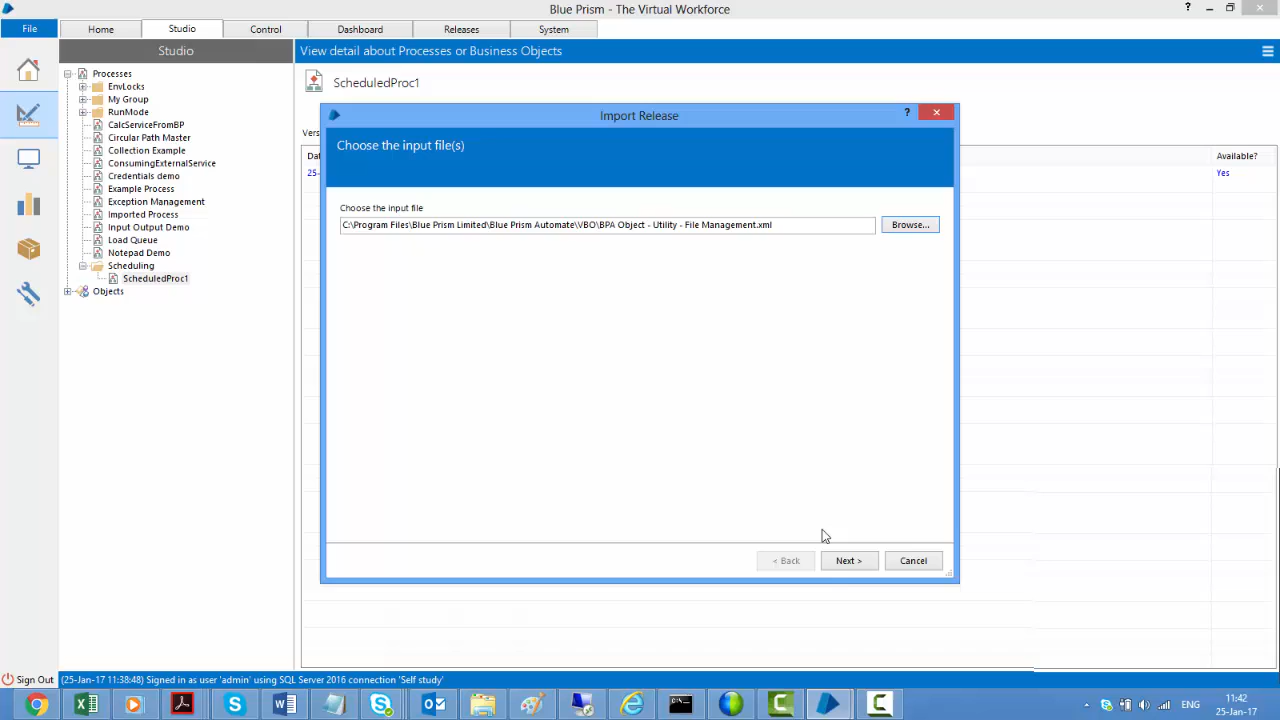 Blue Prism - The Virtual Workforce
?
File
Home
Studio
Control
Dashboard
Releases
System
Studio
View detail about Processes or Business Objects
Processes
EnvLocks
My Group
RunMode
CalcServiceFromBP
Circular Path Master
Collection Example
ConsumingExternalService
Credentials demo
Example Process
Exception Management
Imported Process
Input Output Demo
Load Queue
Notepad Demo
Scheduling
ScheduledProc1
Objects
ScheduledProc1
Vers
Da
Available?
25-
Yes
Import Release
?
Choose the input file(s)
Choose the input file
C:\Program Files\Blue Prism Limited\Blue Prism Automate\VBO\BPA Object - Utility - File Management.xml
Browse...
< Back
Next >
Cancel
Sign Out
(25-Jan-17 11:38:48) Signed in as user 'admin' using SQL Server 2016 connection 'Self study'
ENG
11:42
25-Jan-17